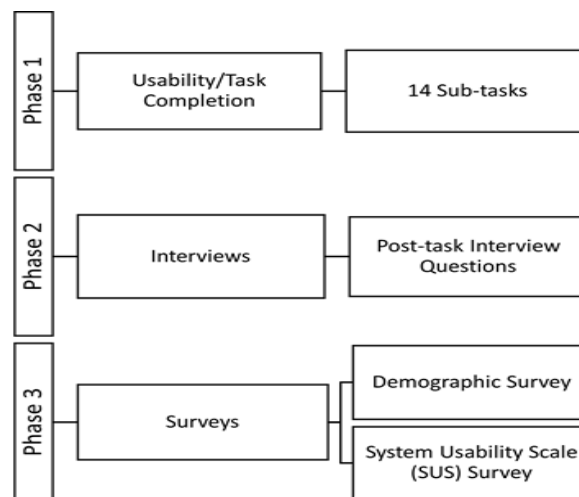 Phase 1
Usability/Task
Completion
14 Sub-tasks
Phase 2
Interviews
Post-task Interview
Questions
Phase 3
Surveys
Demographic Survey
System Usability Scale
(SUS) Survey